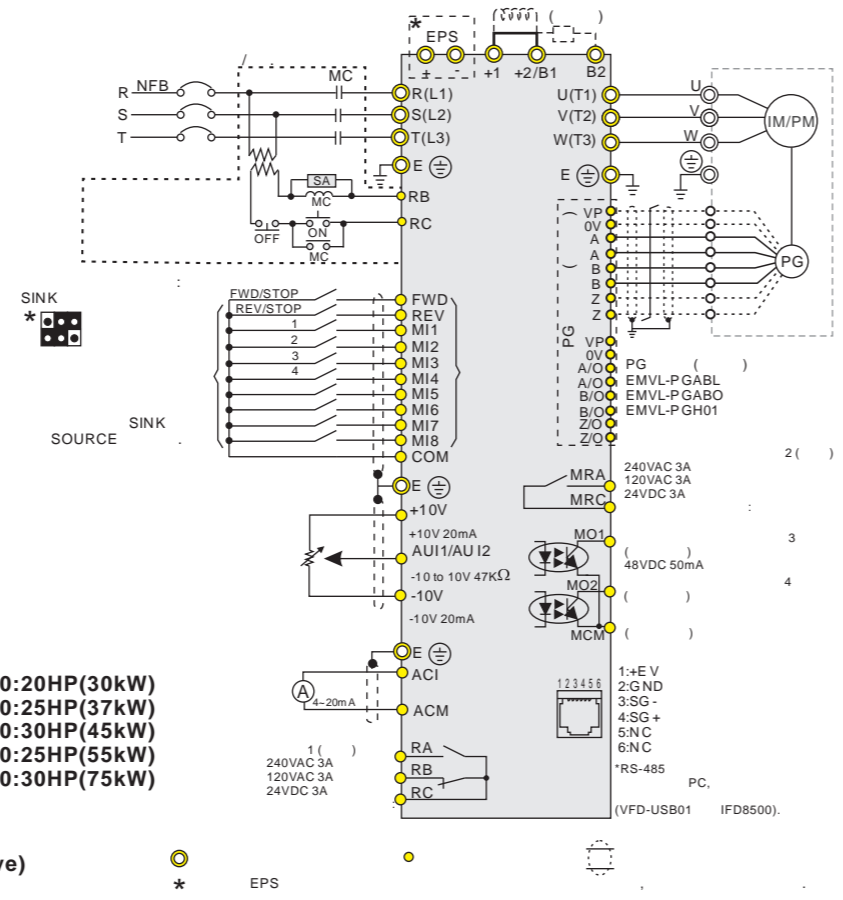 *
EPS
( )
+ -
+1 +2/B1 B2
/ .
MC
R NFB
S
T
R(L1)
S(L2)
T(L3)
E
SA
MC
RB
RC
OFF
ON
MC
U(T1)
V(T2)
W(T3)
E
U
V
W
IM/PM
PG
( )
PG
VP
0V
A
A
B
B
Z
Z
VP
0V
A/O
A/O
B/O
B/O
Z/O
Z/O
PG ( )
EMVL-PGABL
EMVL-PGABO
EMVL-PGH01
:
SINK
*
FWD/STOP
REV/STOP
1
2
3
4
FWD
REV
MI1
MI2
MI3
MI4
MI5
MI6
MI7
MI8
COM
SINK
SOURCE .
E
+10V
+10V 20mA
AUI1/AUI2
-10 to 10V 47KΩ
-10V
-10V 20mA
E
ACI
A
4~20mA
ACM
MRA
MRC
240VAC 3A
120VAC 3A
24VDC 3A
2 ( )
:
MO1
3
( )
48VDC 50mA
MO2
4
( )
MCM
( )
1 2 3 4 5 6
1:+EV
2:GND
3:SG-
4:SG+
5:NC
6:NC
*RS-485
PC,
(VFD-USB01 IFD8500).
0:20HP(30kW)
0:25HP(37kW)
0:30HP(45kW)
0:25HP(55kW)
0:30HP(75kW)
1 ( )
240VAC 3A
120VAC 3A
24VDC 3A
:
RA
RB
RC
ve)
* EPS
, .